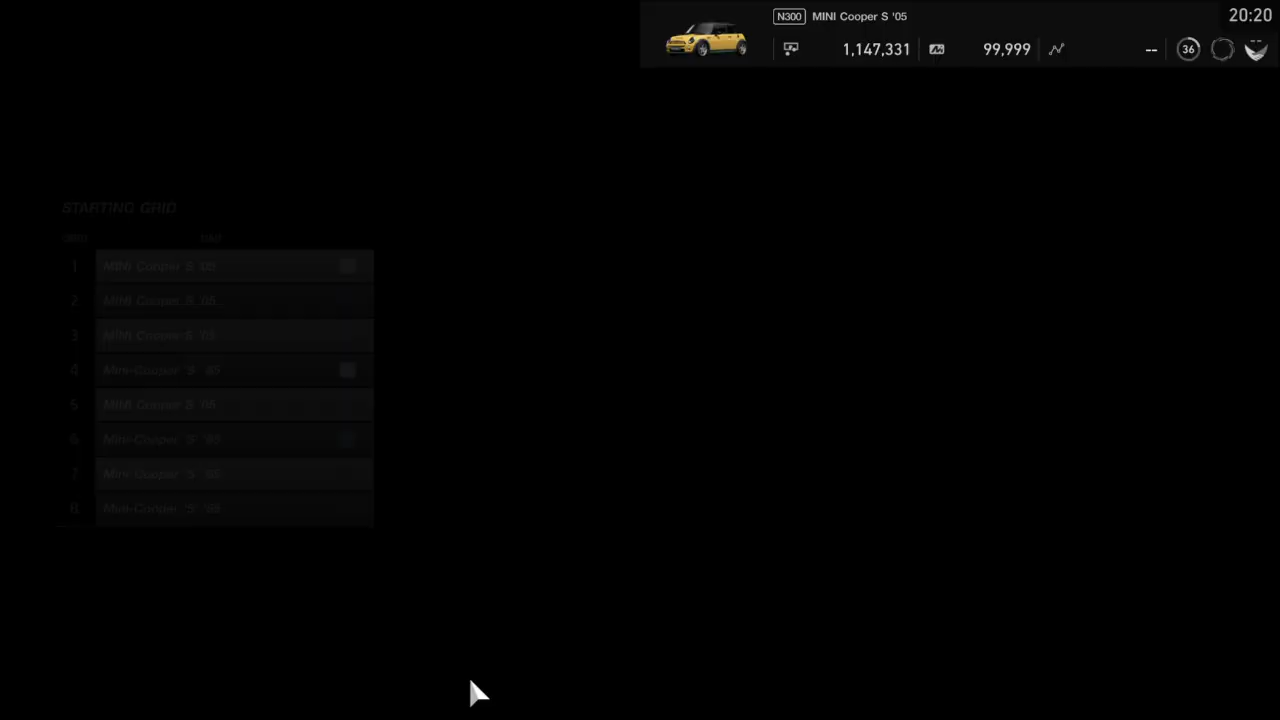 20:20
N300 MINI Cooper S '05
1,147,331 99,999 -- 36 --
STARTING GRID
GRID CAR
1 MINI Cooper S '05
2 MINI Cooper S '05
3 MINI Cooper S '05
4 Mini-Cooper 'S' '65
5 MINI Cooper S '05
6 Mini-Cooper 'S' '65
7 Mini-Cooper 'S' '65
8 Mini-Cooper 'S' '65